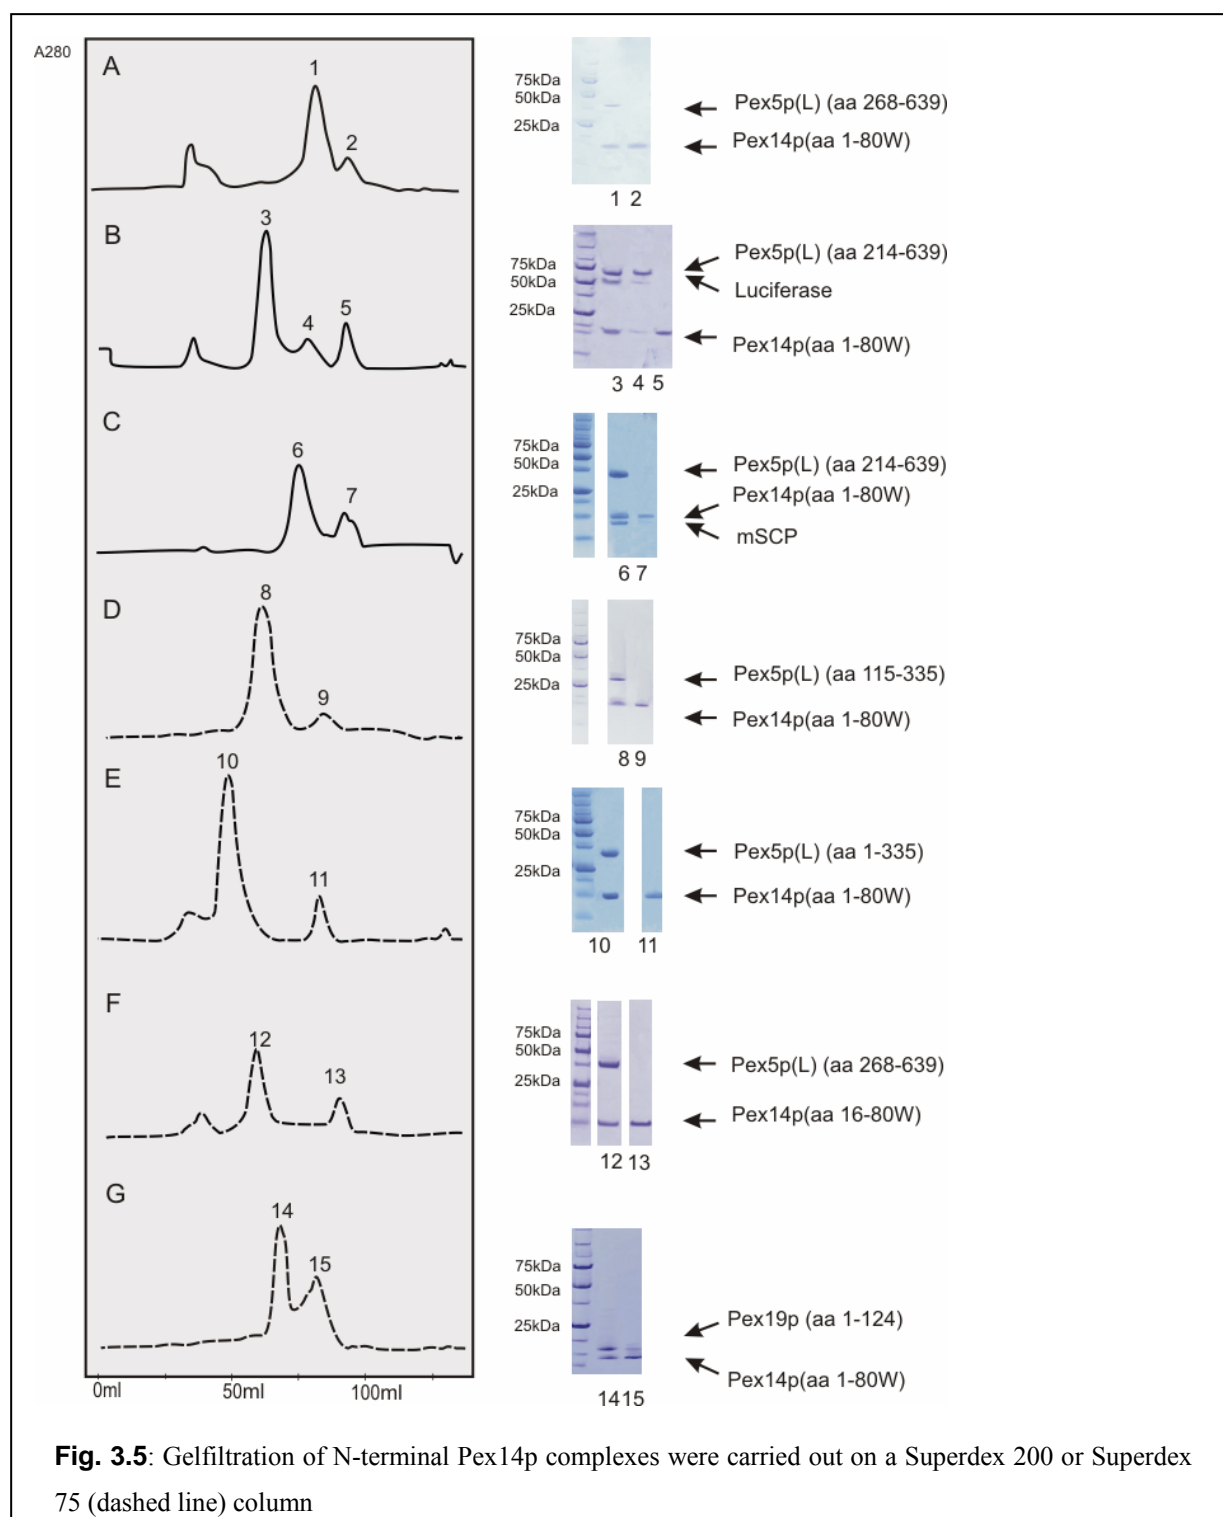 A280
A
1
2
75kDa
50kDa
25kDa
Pex5p(L) (aa 268-639)
Pex14p(aa 1-80W)
1 2
B
3
4
5
75kDa
50kDa
25kDa
Pex5p(L) (aa 214-639)
Luciferase
Pex14p(aa 1-80W)
3 4 5
C
6
7
75kDa
50kDa
25kDa
Pex5p(L) (aa 214-639)
Pex14p(aa 1-80W)
mSCP
6 7
D
8
9
75kDa
50kDa
25kDa
Pex5p(L) (aa 115-335)
Pex14p(aa 1-80W)
8 9
E
10
11
75kDa
50kDa
25kDa
Pex5p(L) (aa 1-335)
Pex14p(aa 1-80W)
10 11
F
12
13
75kDa
50kDa
25kDa
Pex5p(L) (aa 268-639)
Pex14p(aa 16-80W)
12 13
G
14
15
75kDa
50kDa
25kDa
Pex19p (aa 1-124)
Pex14p(aa 1-80W)
1415
0ml 50ml 100ml
Fig. 3.5: Gelfiltration of N-terminal Pex14p complexes were carried out on a Superdex 200 or Superdex
75 (dashed line) column